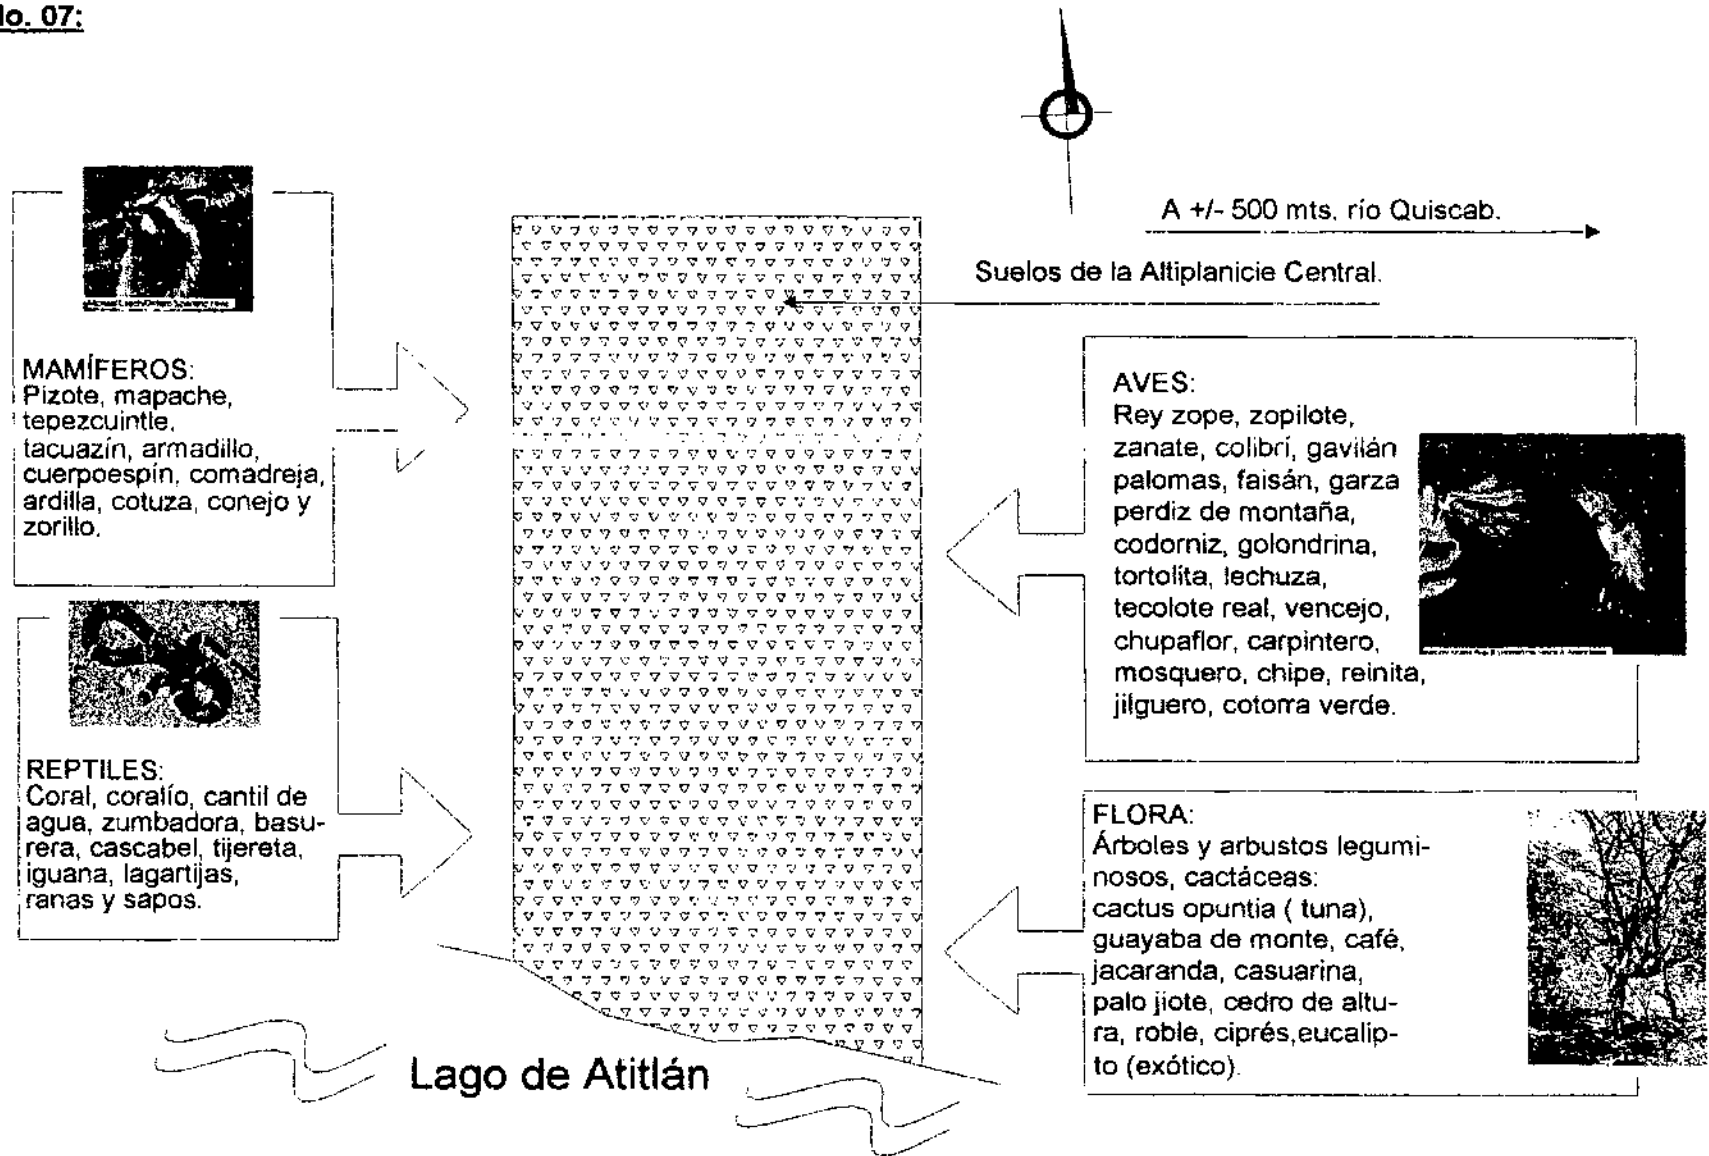 lo. 07:
A +/- 500 mts. río Quiscab.
Suelos de la Altiplanicie Central.
MAMÍFEROS:
Pizote, mapache,
tepezcuintle,
tacuazín, armadillo,
cuerpoespín, comadreja,
ardilla, cotuza, conejo y
zorillo.
REPTILES:
Coral, coralío, cantil de
agua, zumbadora, basu-
rera, cascabel, tijereta,
iguana, lagartijas,
ranas y sapos.
AVES:
Rey zope, zopilote,
zanate, colibrí, gavilán
palomas, faisán, garza
perdiz de montaña,
codorniz, golondrina,
tortolita, lechuza,
tecolote real, vencejo,
chupaflor, carpintero,
mosquero, chipe, reinita,
jilguero, cotorra verde.
FLORA:
Árboles y arbustos legumi-
nosos, cactáceas:
cactus opuntia ( tuna),
guayaba de monte, café,
jacaranda, casuarina,
palo jiote, cedro de altu-
ra, roble, ciprés,eucalip-
to (exótico).
Lago de Atitlán